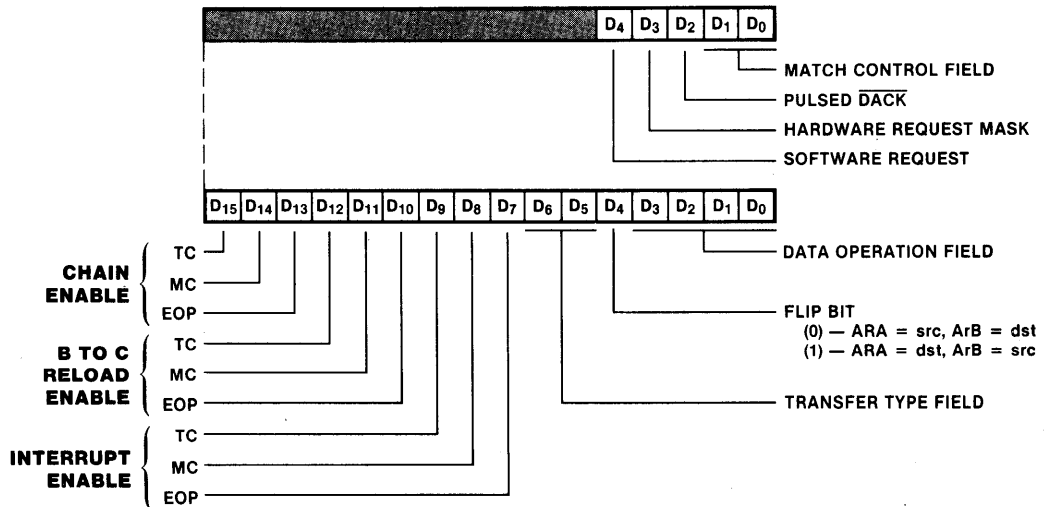 D4 D3 D2 D1 D0
MATCH CONTROL FIELD
PULSED DACK
HARDWARE REQUEST MASK
SOFTWARE REQUEST
D15 D14 D13 D12 D11 D10 D9 D8 D7 D6 D5 D4 D3 D2 D1 D0
CHAIN
ENABLE
TC
MC
EOP
B TO C
RELOAD
ENABLE
TC
MC
EOP
INTERRUPT
ENABLE
TC
MC
EOP
DATA OPERATION FIELD
FLIP BIT
(0) — ARA = src, ArB = dst
(1) — ARA = dst, ArB = src
TRANSFER TYPE FIELD